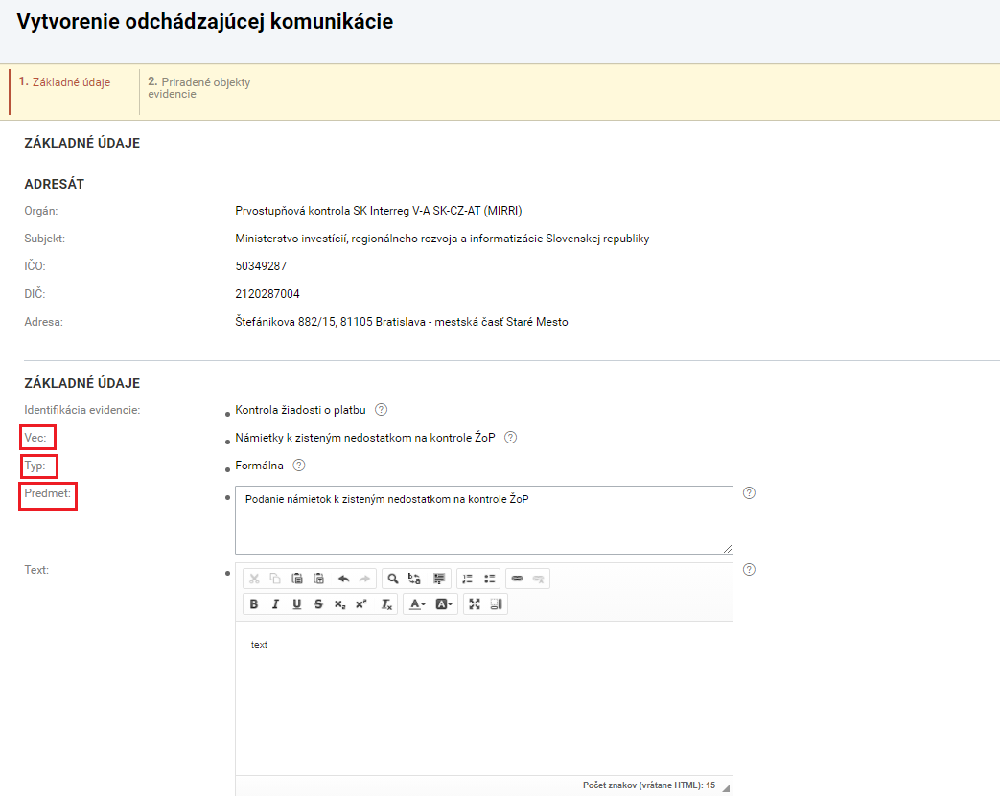 Vytvorenie odchádzajúcej komunikácie
1. Základné údaje
2. Priradené objekty
evidencie
ZÁKLADNÉ ÚDAJE
ADRESÁT
Orgán: Prvostupňová kontrola SK Interreg V-A SK-CZ-AT (MIRRI)
Subjekt: Ministerstvo investícií, regionálneho rozvoja a informatizácie Slovenskej republiky
IČO: 50349287
DIČ: 2120287004
Adresa: Štefánikova 882/15, 81105 Bratislava - mestská časť Staré Mesto
ZÁKLADNÉ ÚDAJE
Identifikácia evidencie: Kontrola žiadosti o platbu ?
Vec: Námietky k zisteným nedostatkom na kontrole ŽoP ?
Typ: Formálna ?
Predmet: Podanie námietok k zisteným nedostatkom na kontrole ŽoP ?
Text: ?
B I U S x₂ xᵉ Tx A A
text
Počet znakov (vrátane HTML): 15